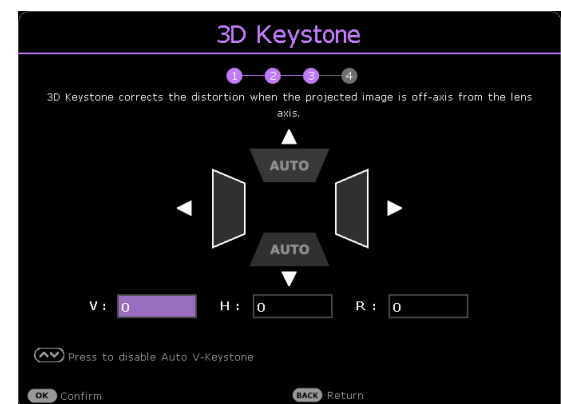 3D Keystone
1 2 3 4
3D Keystone corrects the distortion when the projected image is off-axis from the lens
axis.
AUTO
AUTO
V : 0 H : 0 R : 0
Press to disable Auto V-Keystone
OK Confirm BACK Return